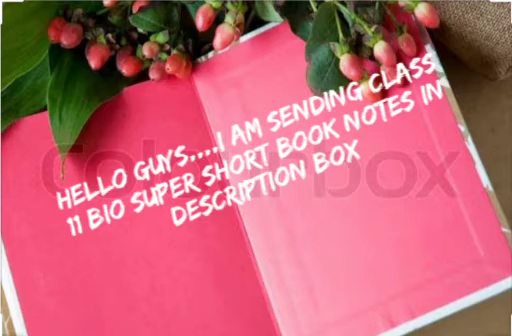 HELLO GUYS.....I AM SENDING CLASS
11 BIO SUPER SHORT BOOK NOTES IN
DESCRIPTION BOX